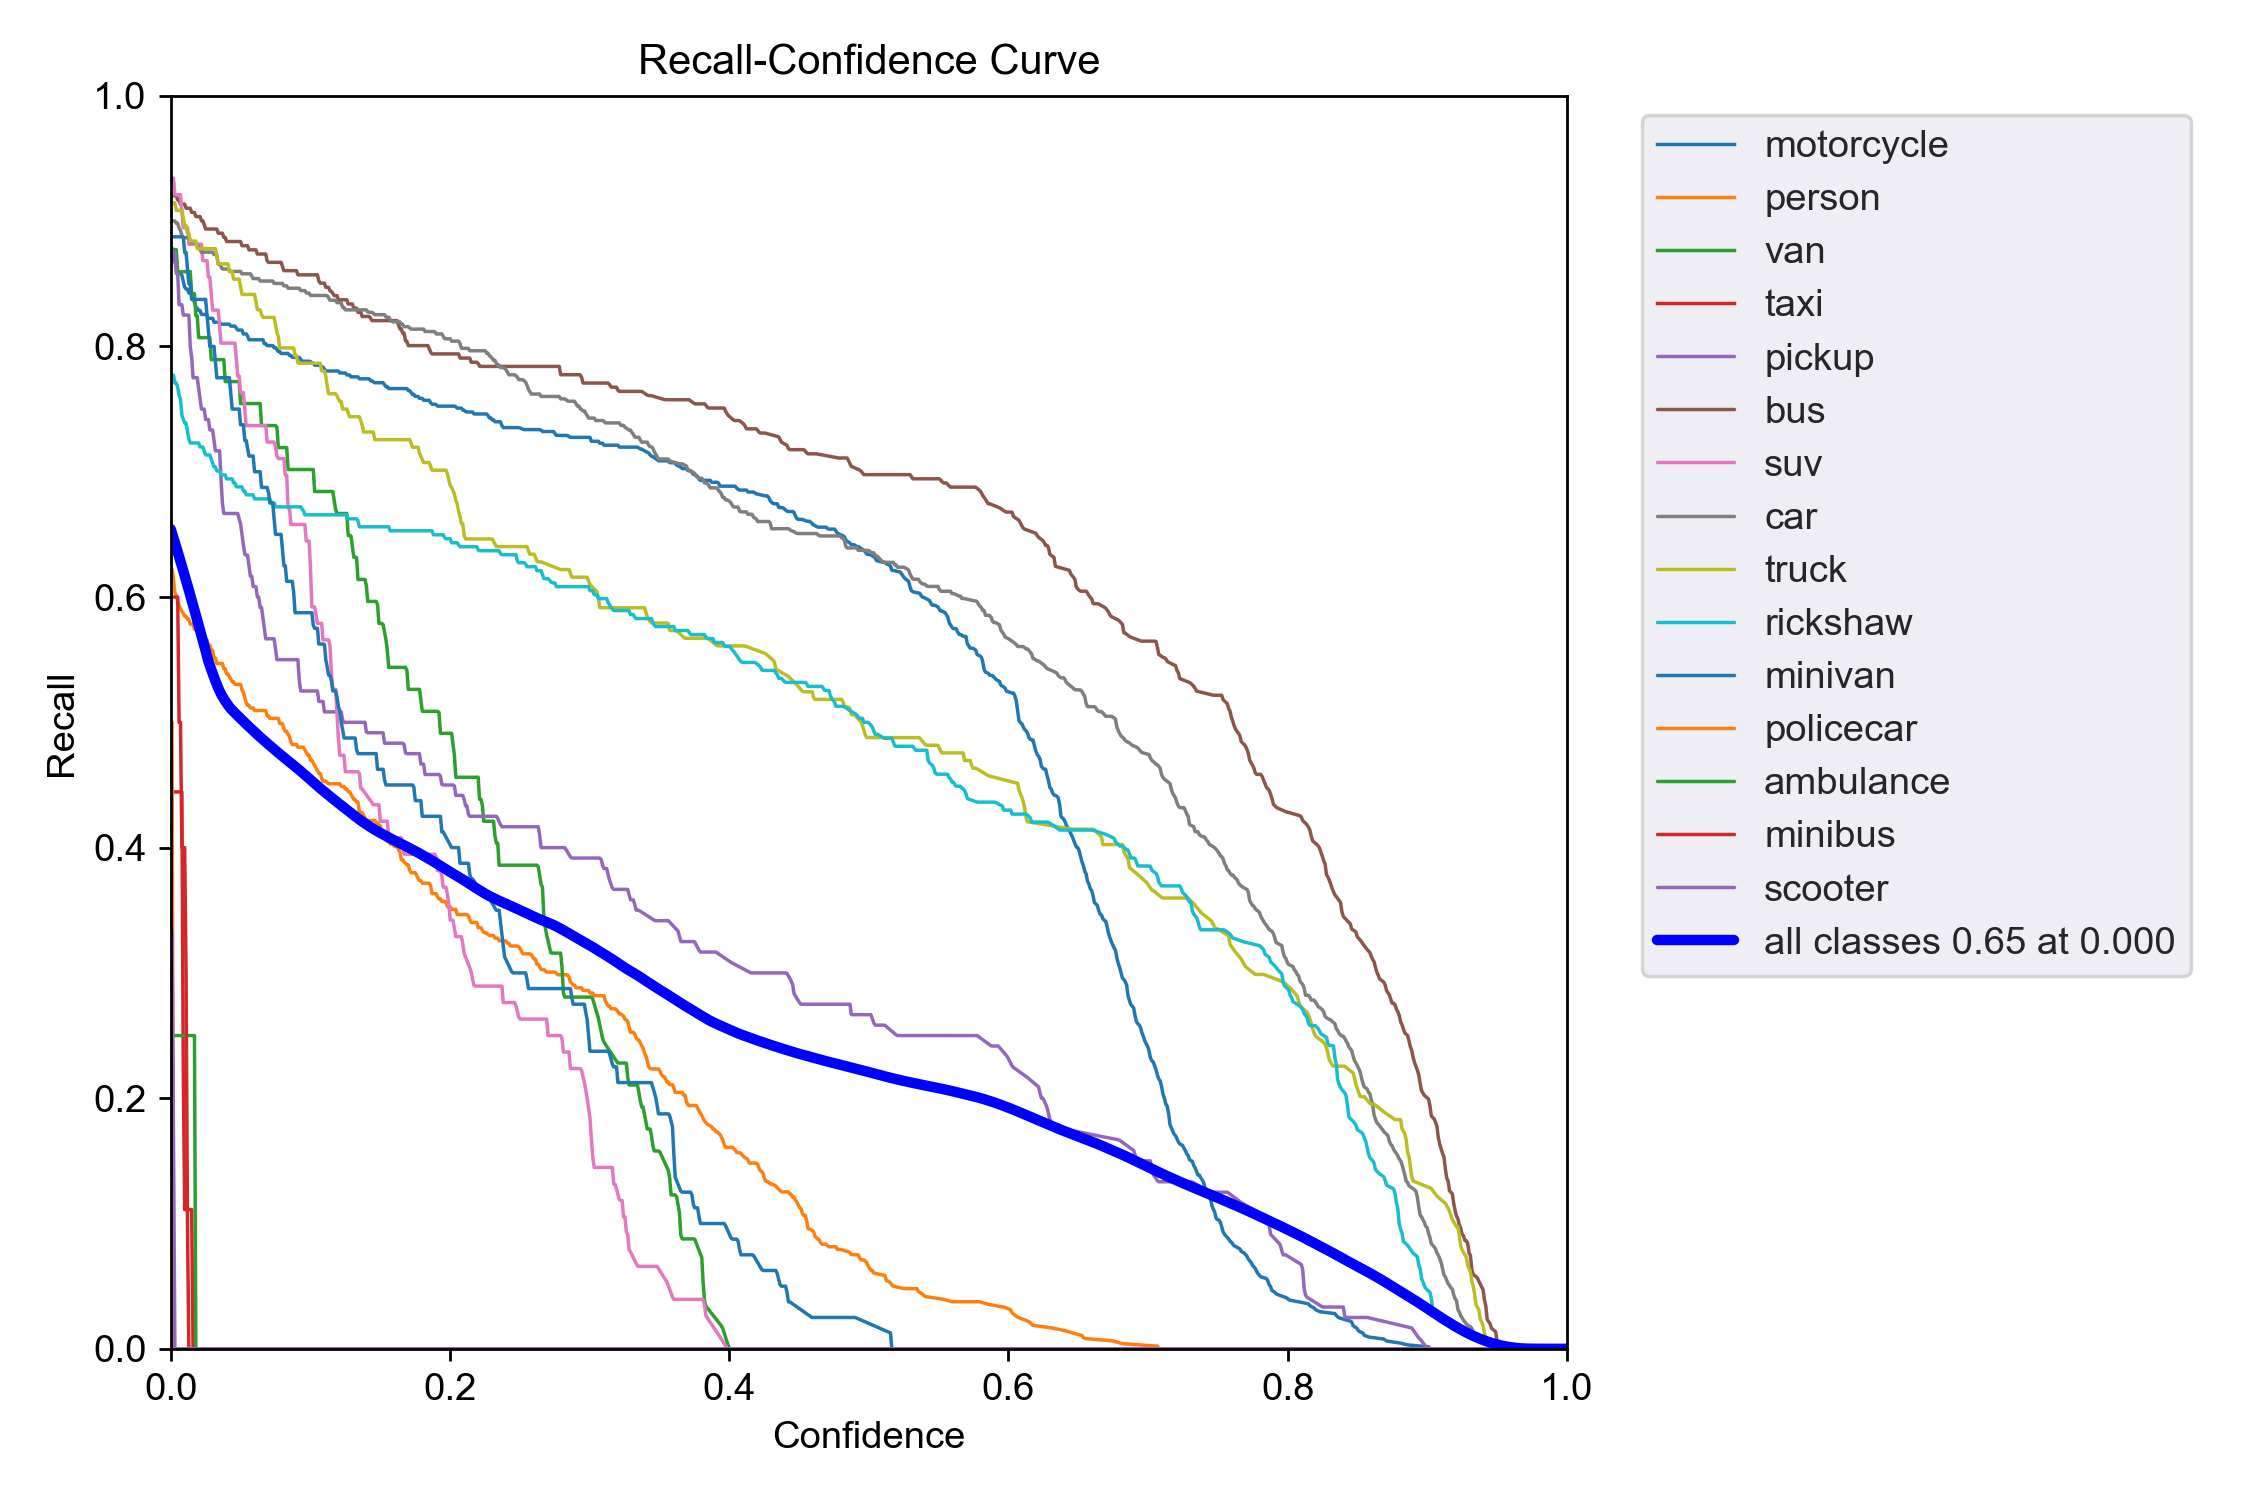 Recall-Confidence Curve
1.0
0.8
0.6
0.4
0.2
0.0
Recall
0.0 0.2 0.4 0.6 0.8 1.0
Confidence
motorcycle
person
van
taxi
pickup
bus
suv
car
truck
rickshaw
minivan
policecar
ambulance
minibus
scooter
all classes 0.65 at 0.000